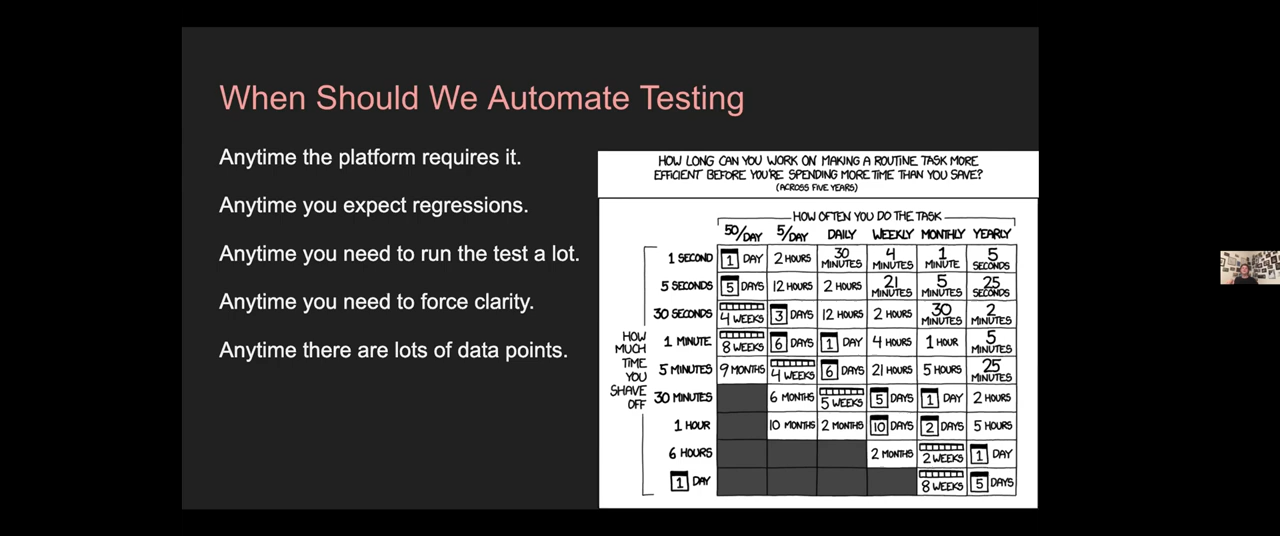 When Should We Automate Testing
Anytime the platform requires it.
Anytime you expect regressions.
Anytime you need to run the test a lot.
Anytime you need to force clarity.
Anytime there are lots of data points.
HOW LONG CAN YOU WORK ON MAKING A ROUTINE TASK MORE
EFFICIENT BEFORE YOU'RE SPENDING MORE TIME THAN YOU SAVE?
(ACROSS FIVE YEARS)
HOW OFTEN YOU DO THE TASK
50/DAY 5/DAY DAILY WEEKLY MONTHLY YEARLY
HOW MUCH TIME YOU SHAVE OFF
1 SECOND 1 DAY 2 HOURS 30 MINUTES 4 MINUTES 1 MINUTE 5 SECONDS
5 SECONDS 5 DAYS 12 HOURS 2 HOURS 21 MINUTES 5 MINUTES 25 SECONDS
30 SECONDS 4 WEEKS 3 DAYS 12 HOURS 2 HOURS 30 MINUTES 2 MINUTES
1 MINUTE 8 WEEKS 6 DAYS 1 DAY 4 HOURS 1 HOUR 5 MINUTES
5 MINUTES 9 MONTHS 4 WEEKS 6 DAYS 21 HOURS 5 HOURS 25 MINUTES
30 MINUTES 6 MONTHS 5 WEEKS 5 DAYS 1 DAY 2 HOURS
1 HOUR 10 MONTHS 2 MONTHS 10 DAYS 2 DAYS 5 HOURS
6 HOURS 2 MONTHS 2 WEEKS 1 DAY
1 DAY 8 WEEKS 5 DAYS